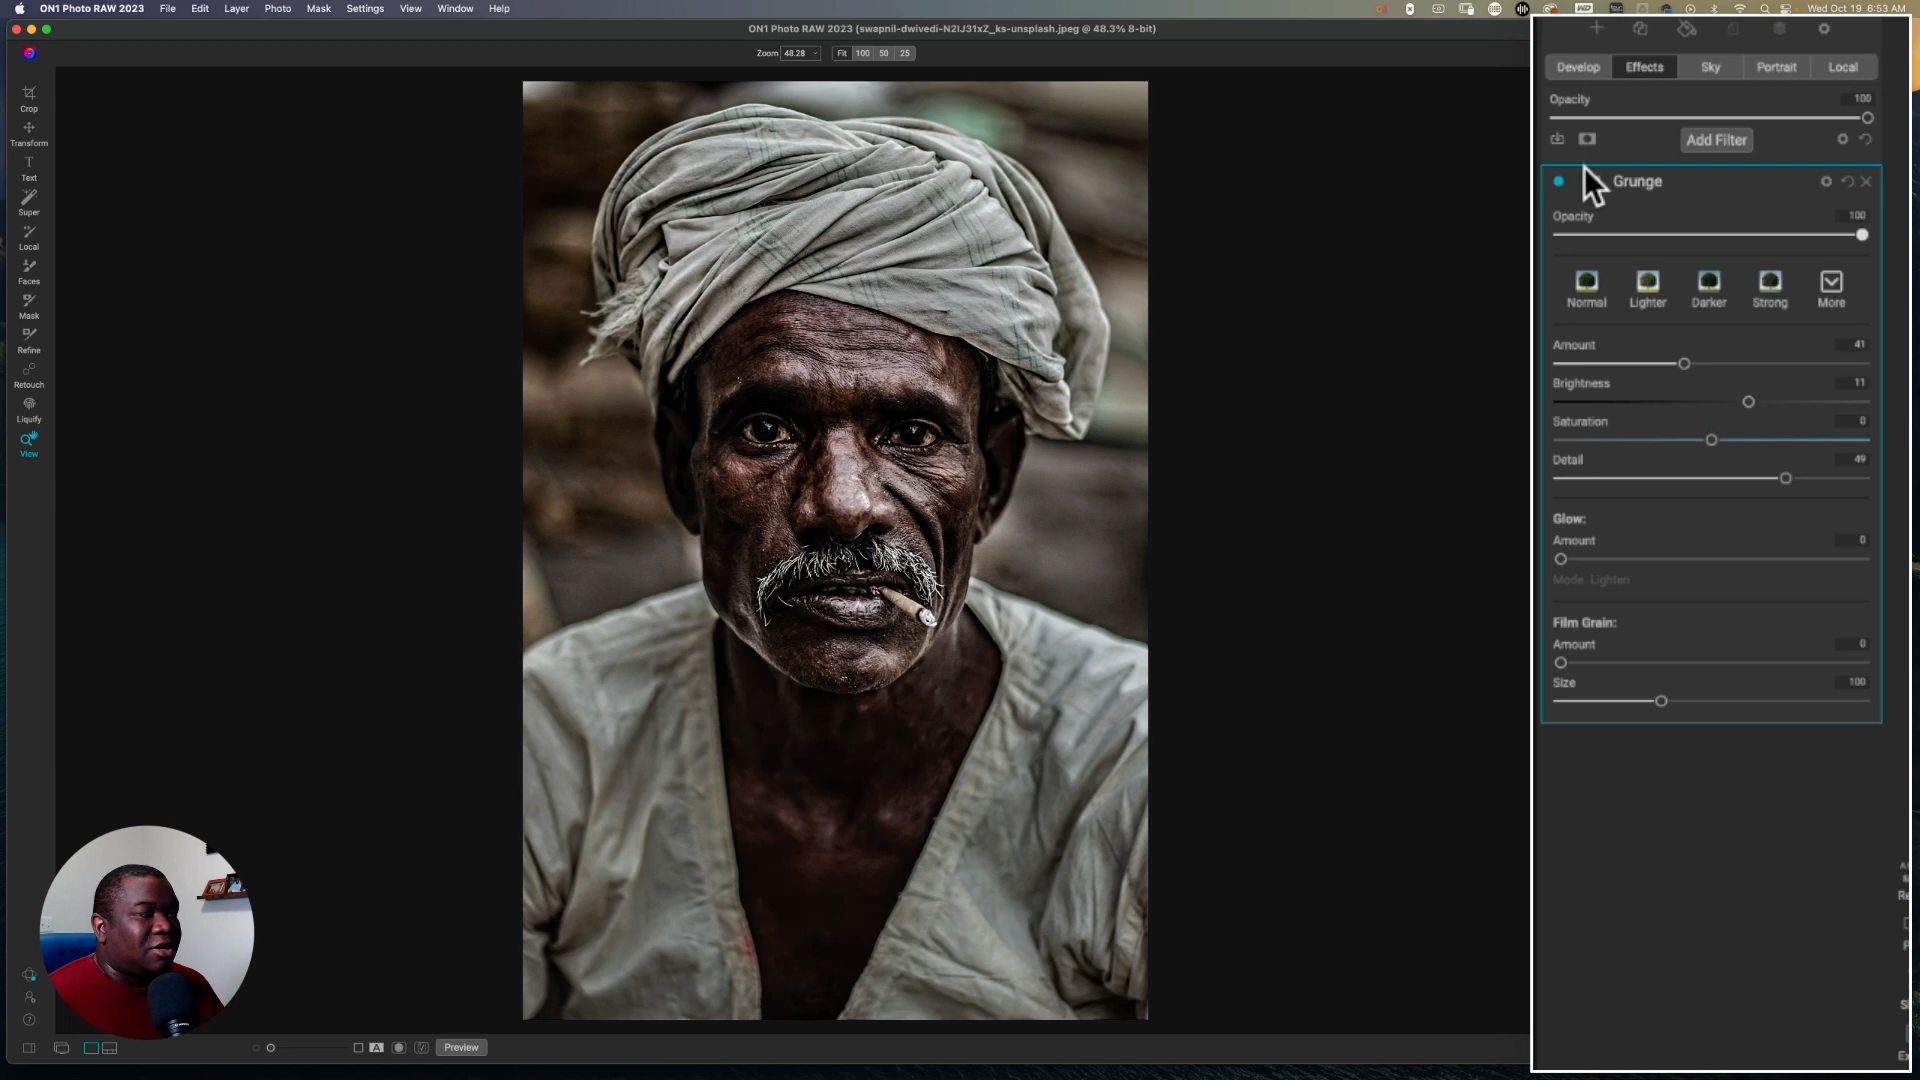 ON1 Photo RAW 2023 File Edit Layer Photo Mask Settings View Window Help
Wed Oct 19 6:53 AM
ON1 Photo RAW 2023 (swapnil-dwivedi-N2IJ31xZ_ks-unsplash.jpeg @ 48.3% 8-bit)
Zoom 48.28 Fit 100 50 25
Crop
Transform
Text
Super
Local
Faces
Mask
Refine
Retouch
Liquify
View
Preview
Develop Effects Sky Portrait Local
Opacity 100
Add Filter
Grunge
Opacity 100
Normal Lighter Darker Strong More
Amount 41
Brightness 11
Saturation 0
Detail 49
Glow:
Amount 0
Mode Lighten
Film Grain:
Amount 0
Size 100